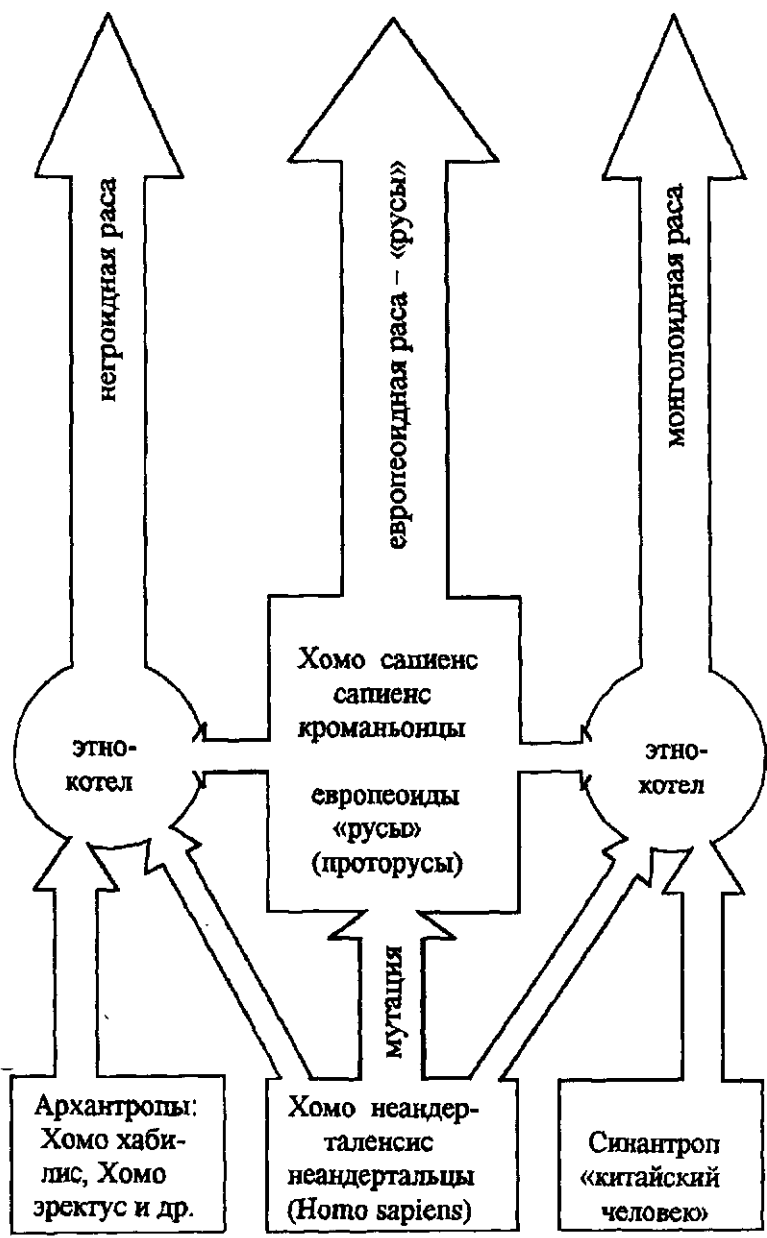 негроидная раса
европеоидная раса – «русы»
монголоидная раса
Хомо сапиенс
сапиенс
кроманьонцы
европеоиды
«русы»
(проторусы)
этно-
котел
этно-
котел
мутация
Архантропы:
Хомо хаби-
лис, Хомо
эректус и др.
Хомо неандер-
таленсис
неандертальцы
(Homo sapiens)
Синантроп
«китайский
человек»